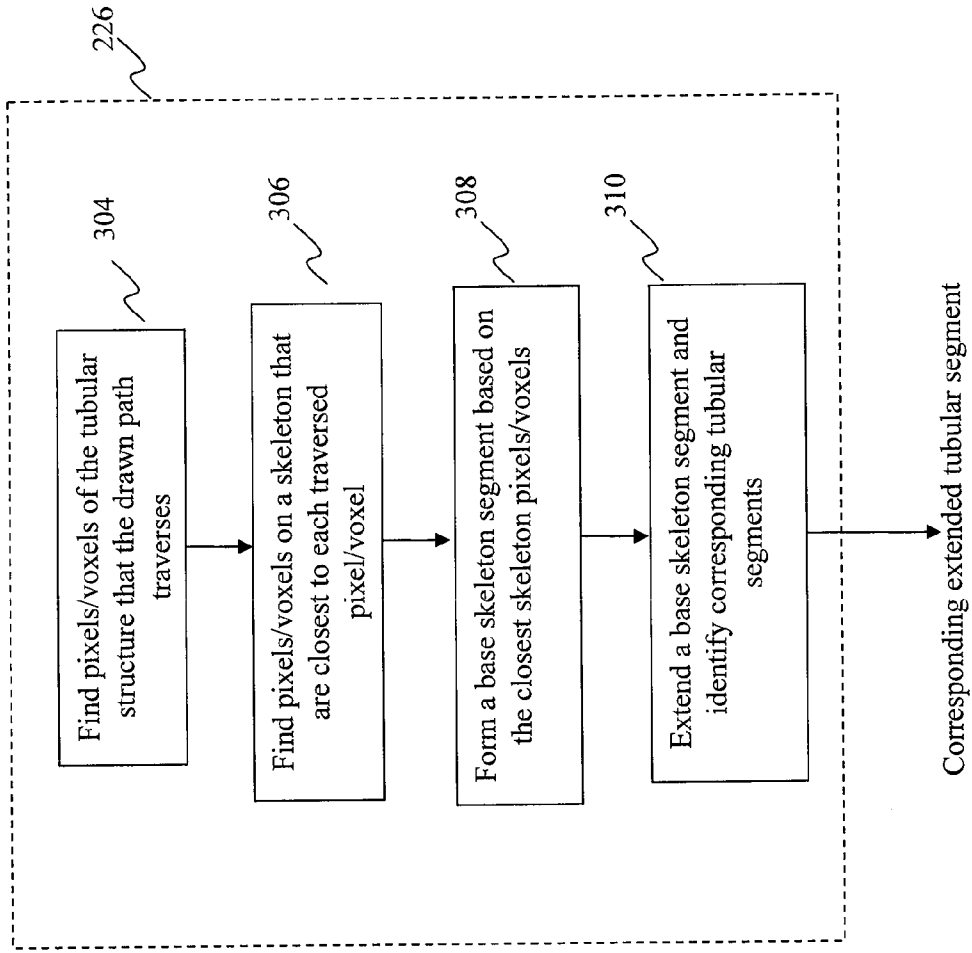 226
304
Find pixels/voxels of the tubular
structure that the drawn path
traverses
306
Find pixels/voxels on a skeleton that
are closest to each traversed
pixel/voxel
308
Form a base skeleton segment based on
the closest skeleton pixels/voxels
310
Extend a base skeleton segment and
identify corresponding tubular
segments
Corresponding extended tubular segment